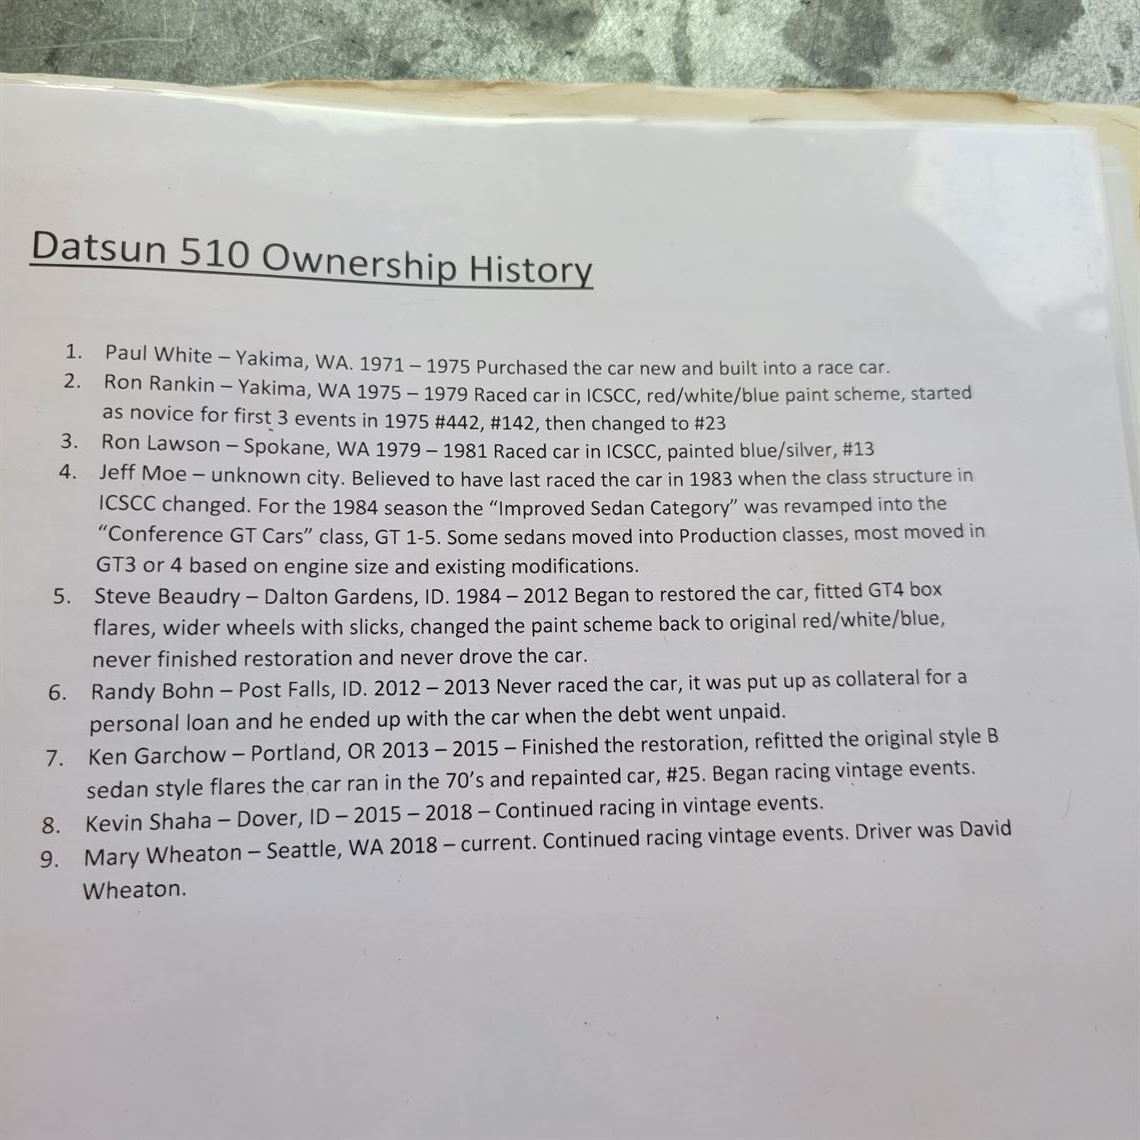 Datsun 510 Ownership History
1. Paul White – Yakima, WA. 1971 – 1975 Purchased the car new and built into a race car.
2. Ron Rankin – Yakima, WA 1975 – 1979 Raced car in ICSCC, red/white/blue paint scheme, started
as novice for first 3 events in 1975 #442, #142, then changed to #23
3. Ron Lawson – Spokane, WA 1979 – 1981 Raced car in ICSCC, painted blue/silver, #13
4. Jeff Moe – unknown city. Believed to have last raced the car in 1983 when the class structure in
ICSCC changed. For the 1984 season the “Improved Sedan Category” was revamped into the
“Conference GT Cars” class, GT 1-5. Some sedans moved into Production classes, most moved in
GT3 or 4 based on engine size and existing modifications.
5. Steve Beaudry – Dalton Gardens, ID. 1984 – 2012 Began to restored the car, fitted GT4 box
flares, wider wheels with slicks, changed the paint scheme back to original red/white/blue,
never finished restoration and never drove the car.
6. Randy Bohn – Post Falls, ID. 2012 – 2013 Never raced the car, it was put up as collateral for a
personal loan and he ended up with the car when the debt went unpaid.
7. Ken Garchow – Portland, OR 2013 – 2015 – Finished the restoration, refitted the original style B
sedan style flares the car ran in the 70’s and repainted car, #25. Began racing vintage events.
8. Kevin Shaha – Dover, ID – 2015 – 2018 – Continued racing in vintage events.
9. Mary Wheaton – Seattle, WA 2018 – current. Continued racing vintage events. Driver was David
Wheaton.